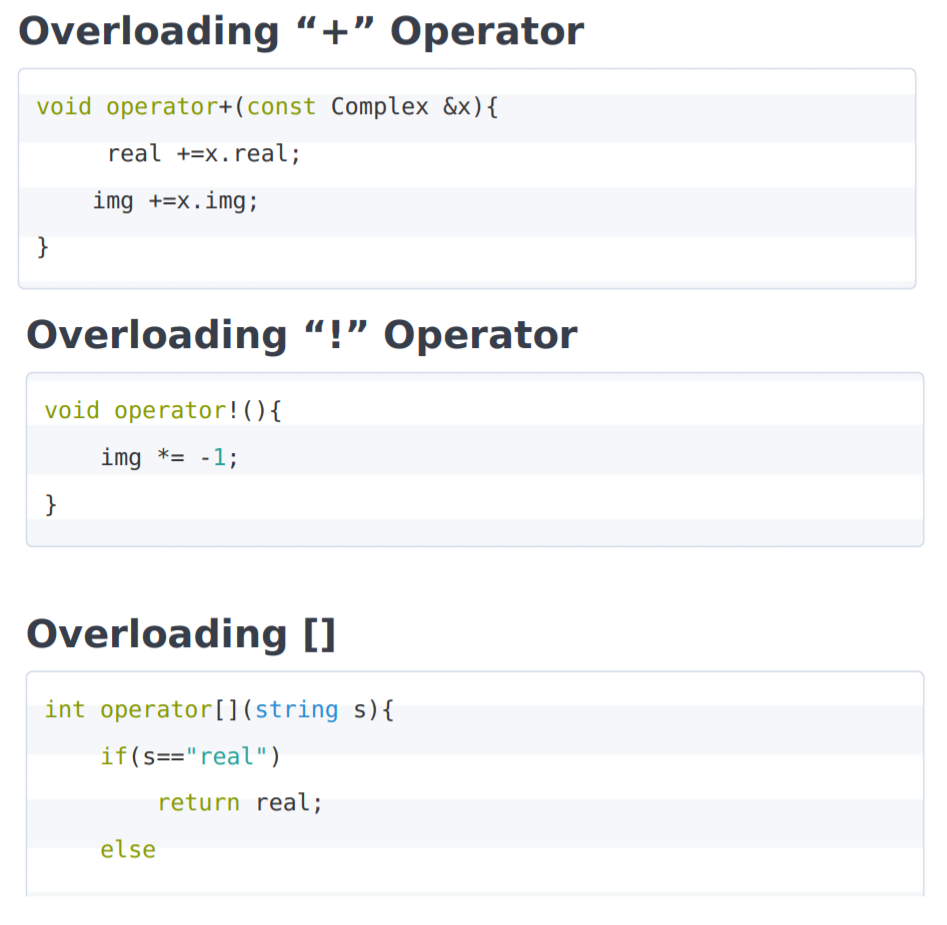 Overloading “+” Operator
void operator+(const Complex &x){
     real +=x.real;
    img +=x.img;
}
Overloading “!” Operator
void operator!(){
    img *= -1;
}
Overloading []
int operator[](string s){
    if(s=="real")
        return real;
    else